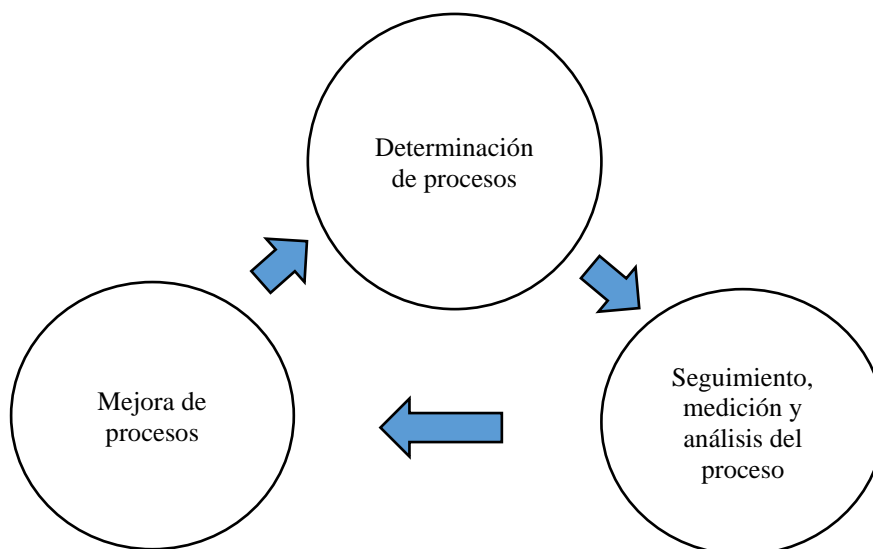 Determinación
de procesos
Seguimiento,
medición y
análisis del
proceso
Mejora de
procesos